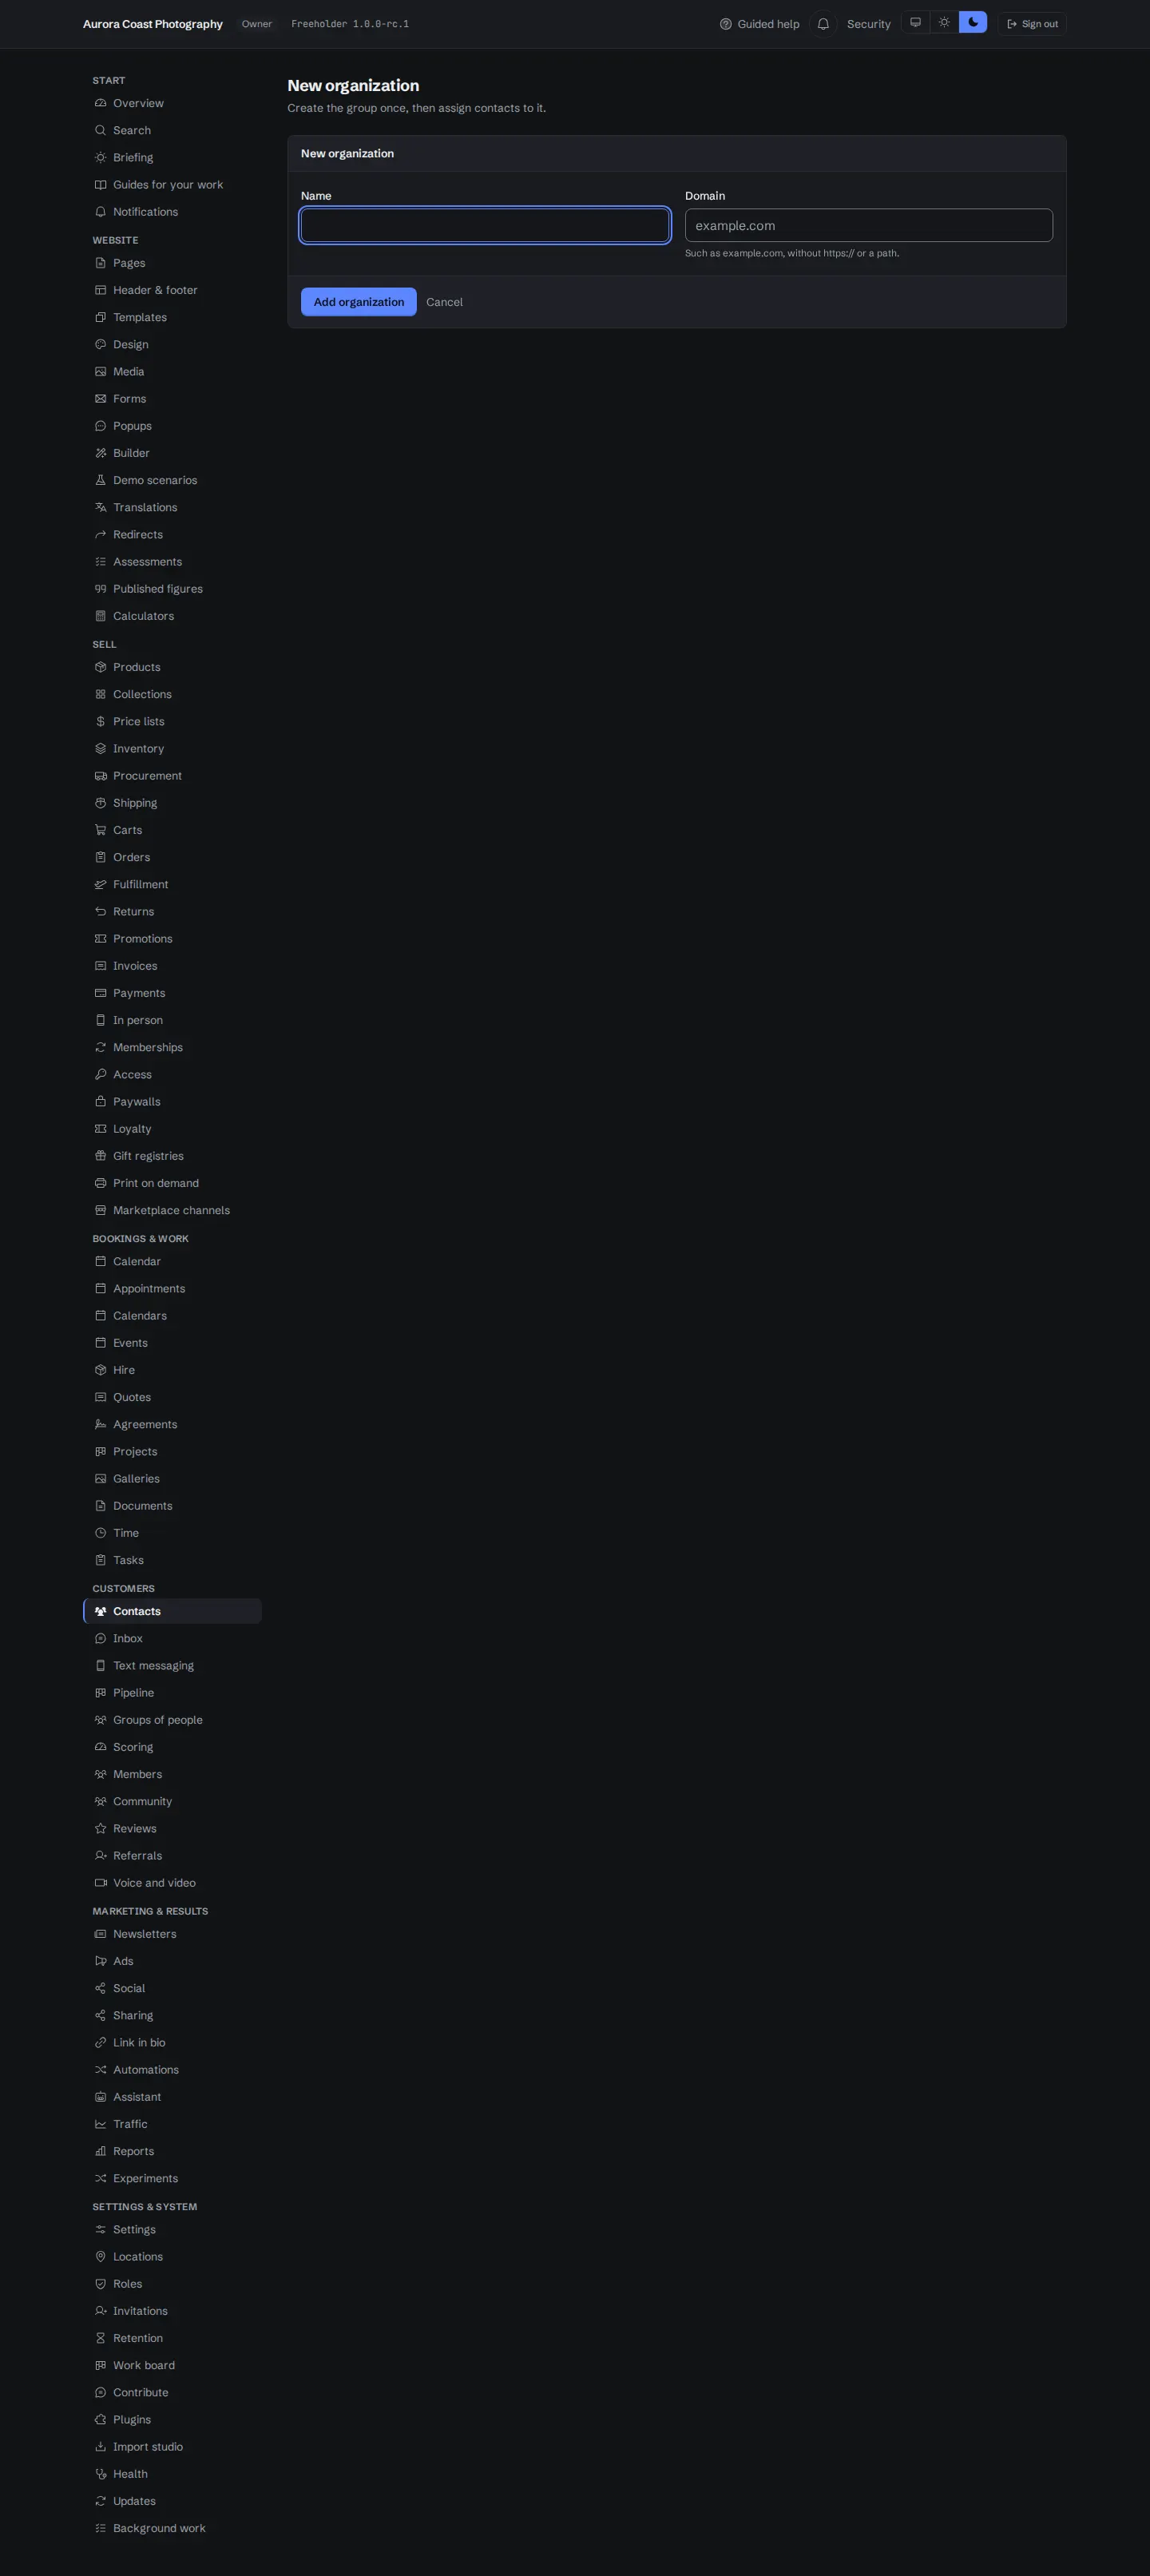 Aurora Coast Photography
Owner
Freeholder 1.0.0-rc.1
Guided help
Security
Sign out
START
Overview
Search
Briefing
Guides for your work
Notifications
WEBSITE
Pages
Header & footer
Templates
Design
Media
Forms
Popups
Builder
Demo scenarios
Translations
Redirects
Assessments
Published figures
Calculators
SELL
Products
Collections
Price lists
Inventory
Procurement
Shipping
Carts
Orders
Fulfillment
Returns
Promotions
Invoices
Payments
In person
Memberships
Access
Paywalls
Loyalty
Gift registries
Print on demand
Marketplace channels
BOOKINGS & WORK
Calendar
Appointments
Calendars
Events
Hire
Quotes
Agreements
Projects
Galleries
Documents
Time
Tasks
CUSTOMERS
Contacts
Inbox
Text messaging
Pipeline
Groups of people
Scoring
Members
Community
Reviews
Referrals
Voice and video
MARKETING & RESULTS
Newsletters
Ads
Social
Sharing
Link in bio
Automations
Assistant
Traffic
Reports
Experiments
SETTINGS & SYSTEM
Settings
Locations
Roles
Invitations
Retention
Work board
Contribute
Plugins
Import studio
Health
Updates
Background work
New organization
Create the group once, then assign contacts to it.
New organization
Name
Domain
example.com
Such as example.com, without https:// or a path.
Add organization
Cancel